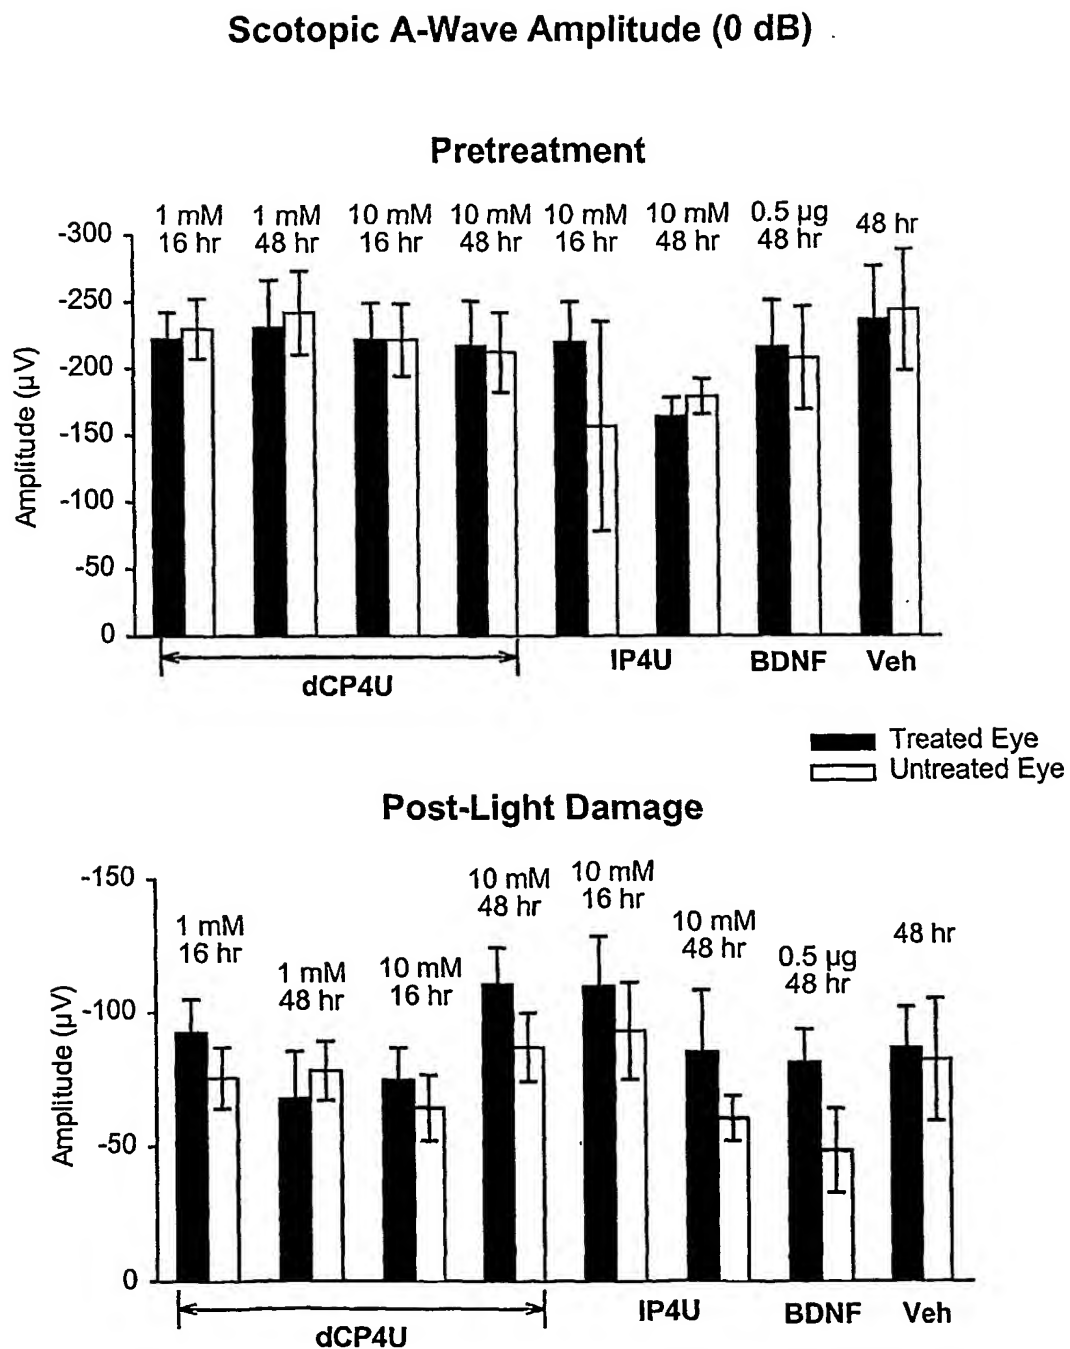 Scotopic A-Wave Amplitude (0 dB)
Pretreatment
1 mM 1 mM 10 mM 10 mM 10 mM 10 mM 0.5 µg 48 hr
16 hr 48 hr 16 hr 48 hr 16 hr 48 hr 48 hr
-300
-250
-200
-150
-100
-50
0
Amplitude (µV)
dCP4U
IP4U BDNF Veh
Treated Eye
Untreated Eye
Post-Light Damage
1 mM
16 hr
1 mM
48 hr
10 mM
16 hr
10 mM
48 hr
10 mM
16 hr
10 mM
48 hr
0.5 µg
48 hr
48 hr
-150
-100
-50
0
Amplitude (µV)
dCP4U
IP4U BDNF Veh